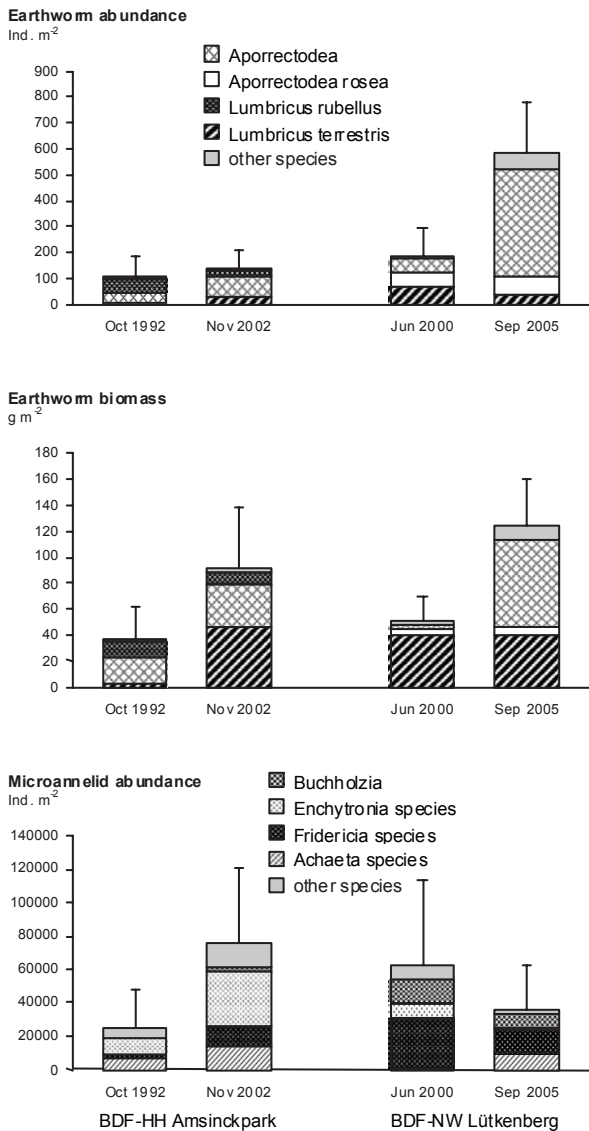 Earthworm abundance
Ind. m-2
Aporrectodea
Aporrectodea rosea
Lumbricus rubellus
Lumbricus terrestris
other species
900
800
700
600
500
400
300
200
100
0
Oct 1992 Nov 2002 Jun 2000 Sep 2005
Earthworm biomass
g m-2
180
160
140
120
100
80
60
40
20
0
Oct 1992 Nov 2002 Jun 2000 Sep 2005
Microannelid abundance
Ind. m-2
Buchholzia
Enchytronia species
Fridericia species
Achaeta species
other species
140000
120000
100000
80000
60000
40000
20000
0
Oct 1992 Nov 2002 Jun 2000 Sep 2005
BDF-HH Amsinckpark BDF-NW Lütkenberg